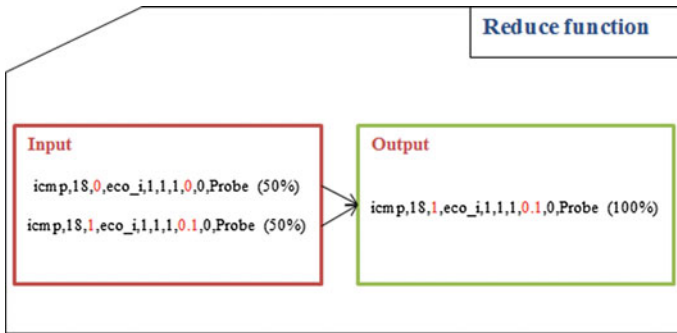 Reduce function
Input
icmp,18,0,eco_i,1,1,1,0,0,Probe (50%)
icmp,18,1,eco_i,1,1,1,0.1,0,Probe (50%)
Output
icmp,18,1,eco_i,1,1,1,0.1,0,Probe (100%)